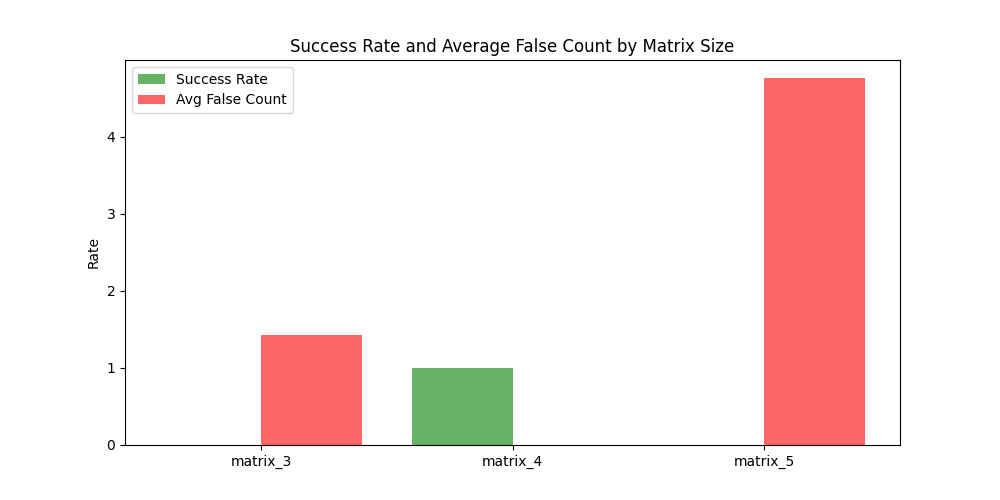 Success Rate and Average False Count by Matrix Size
Success Rate
Avg False Count
Rate
4
3
2
1
0
matrix_3
matrix_4
matrix_5